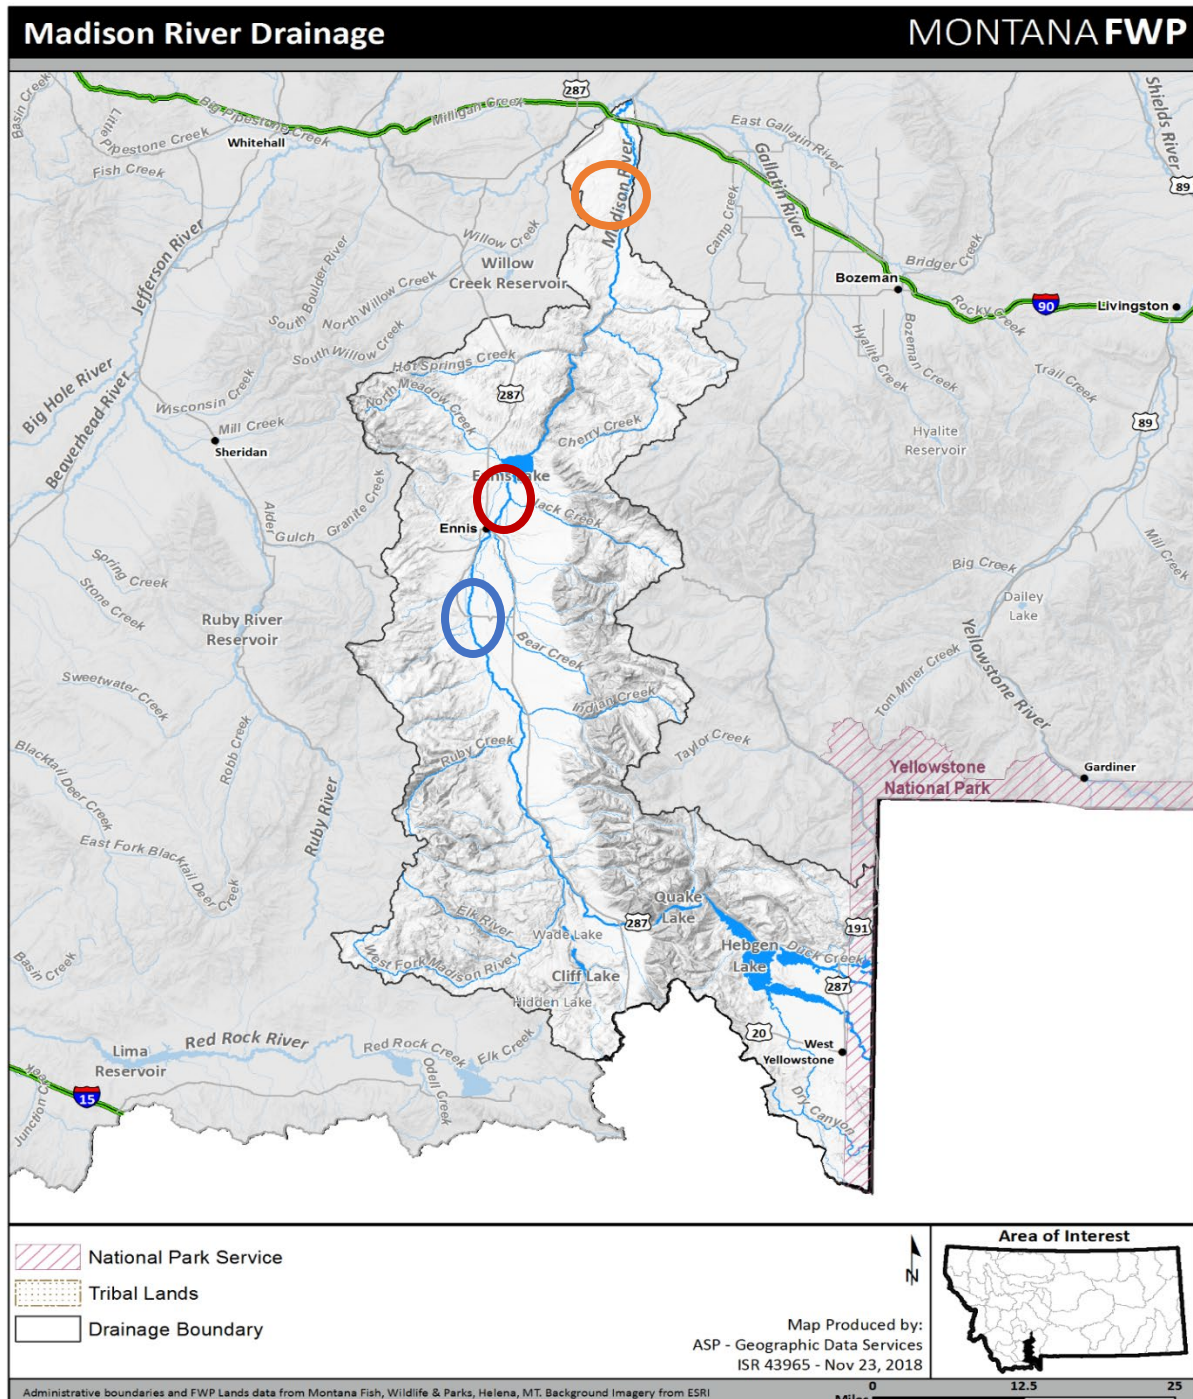 Madison River Drainage
MONTANA FWP
287
Basin Creek
Little
Pipestone Creek
Big Pipestone Creek
Whitehall
Fish Creek
Milligan Creek
East Gallatin River
Gallatin River
Shields River
89
Madison River
Camp Creek
Willow Creek
Willow
Creek Reservoir
Jefferson River
South Boulder River
North Willow Creek
South Willow Creek
Bridger Creek
Bozeman
Rocky Creek
90
Livingston
Hyalite Creek
Bozeman Creek
Trail Creek
Hot Springs Creek
North Meadow Creek
287
Big Hole River
Beaverhead River
Wisconsin Creek
Mill Creek
Sheridan
Cherry Creek
Hyalite
Reservoir
89
Ennis Lake
Jack Creek
Ennis
Alder
Gulch
Granite Creek
Spring Creek
Stone Creek
Ruby River
Reservoir
Mill Creek
Big Creek
Dailey
Lake
Bear Creek
Yellowstone River
Tom Miner Creek
Sweetwater Creek
Indian Creek
Robb Creek
Ruby Creek
Taylor Creek
Blacktail Deer Creek
Ruby River
Yellowstone
National Park
Gardiner
East Fork Blacktail Deer Creek
Quake
Lake
287
Elk River
Wade Lake
191
Hebgen
Lake
Duck Creek
West Fork Madison River
Cliff Lake
287
Basin Creek
Hidden Lake
20
West
Yellowstone
Red Rock River
Lima
Reservoir
Red Rock Creek
Elk Creek
Odell Creek
15
Dry Canyon
National Park Service
Tribal Lands
Drainage Boundary
N
Map Produced by:
ASP - Geographic Data Services
ISR 43965 - Nov 23, 2018
Area of Interest
Administrative boundaries and FWP Lands data from Montana Fish, Wildlife & Parks, Helena, MT. Background Imagery from ESRI
0 12.5 25
Miles